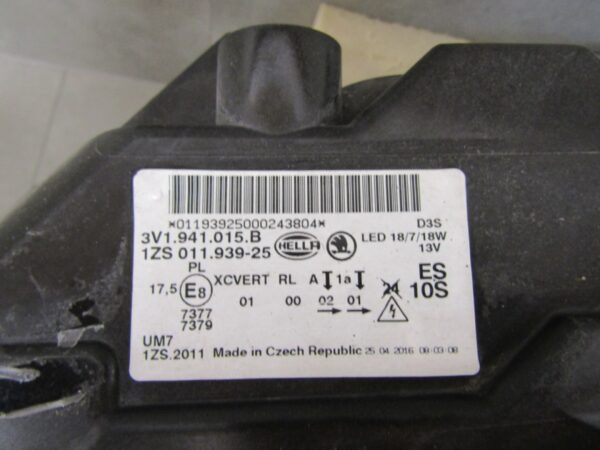 *01193925000243804*
D3S
3V1.941.015.B
1ZS 011.939-25
HELLA
LED 18/7/18W
13V
PL
XCVERT RL A 1a
ES
17,5 E8
01 00 02 01
24 10S
7377
7379
UM7
1ZS.2011 Made in Czech Republic 25 04 2016 08:03:08